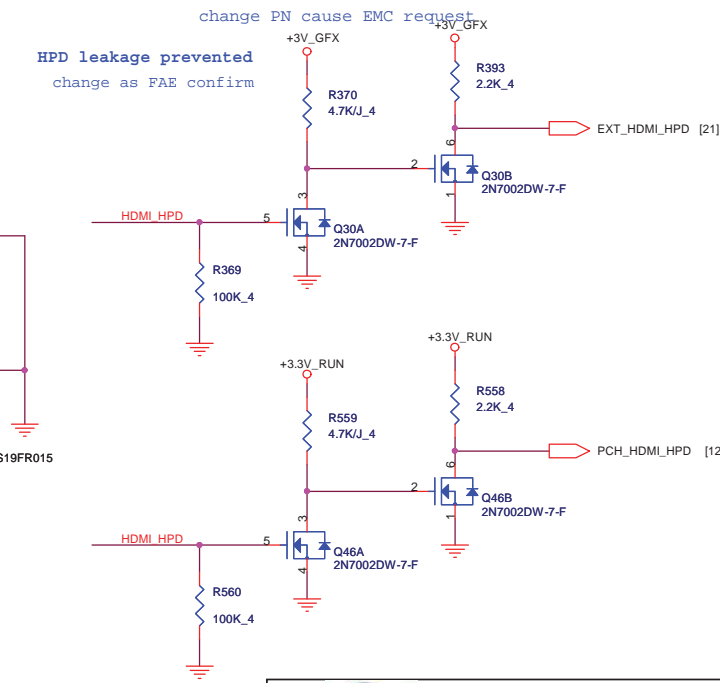 change PN cause EMC request
+3V_GFX
+3V_GFX
HPD leakage prevented
change as FAE confirm
R393
2.2K_4
R370
4.7K/J_4
EXT_HDMI_HPD [21]
6
2
Q30B
2N7002DW-7-F
1
3
HDMI_HPD
5
Q30A
2N7002DW-7-F
4
R369
100K_4
+3.3V_RUN
+3.3V_RUN
R558
2.2K_4
R559
4.7K/J_4
PCH_HDMI_HPD [12
S19FR015
6
2
Q46B
2N7002DW-7-F
1
3
HDMI_HPD
5
Q46A
2N7002DW-7-F
4
R560
100K_4